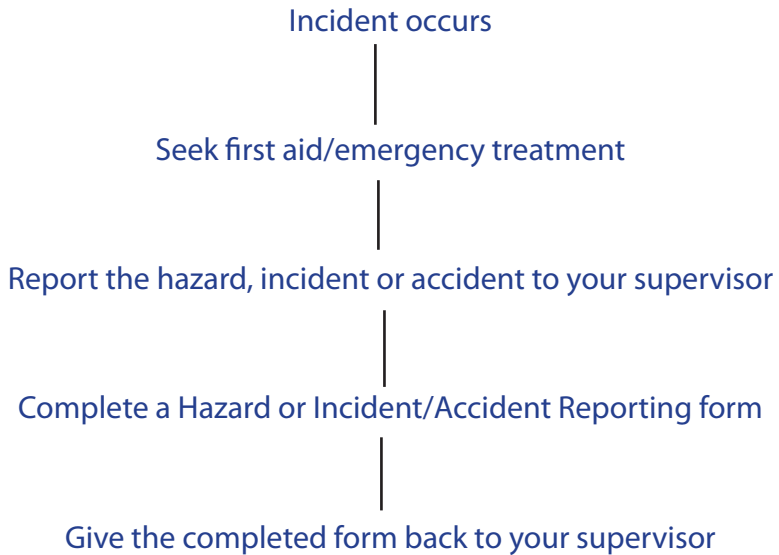 Incident occurs
Seek first aid/emergency treatment
Report the hazard, incident or accident to your supervisor
Complete a Hazard or Incident/Accident Reporting form
Give the completed form back to your supervisor